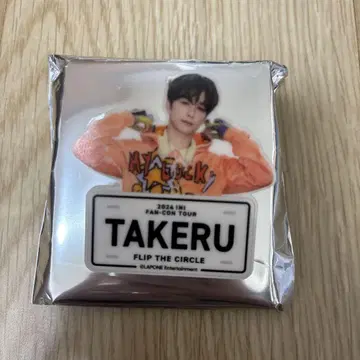 2024 INI
FAN-CON TOUR
TAKERU
FLIP THE CIRCLE
©LAPONE Entertainment